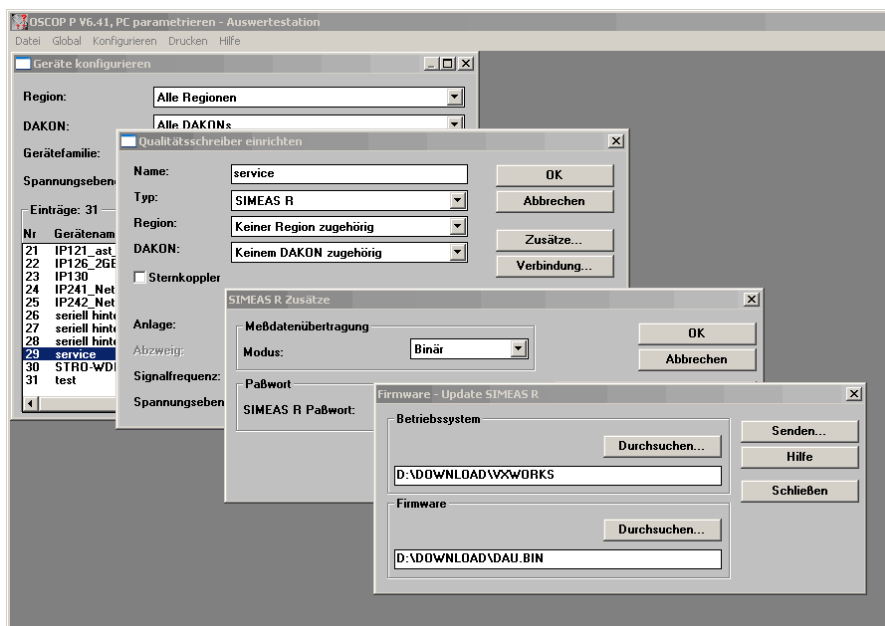 OSCOP P V6.41, PC parametrieren - Auswertestation
Datei Global Konfigurieren Drucken Hilfe
Geräte konfigurieren
Region: Alle Regionen
DAKON: Alle DAKONs
Gerätefamilie:
Spannungseben
Einträge: 31
Nr Gerätenam
21 IP121_ast
22 IP126_2GE
23 IP130
24 IP241_Net
25 IP242_Net
26 seriell hint
27 seriell hint
28 seriell hint
29 service
30 STRO-WD
31 test
Qualitätsschreiber einrichten
Name: service
Typ: SIMEAS R
Region: Keiner Region zugehörig
DAKON: Keinem DAKON zugehörig
Sternkoppler
Anlage:
Abzweig:
Signalfrequenz:
Spannungseben
OK
Abbrechen
Zusätze...
Verbindung...
SIMEAS R Zusätze
Meßdatenübertragung
Modus: Binär
Paßwort
SIMEAS R Paßwort:
OK
Abbrechen
Firmware - Update SIMEAS R
Betriebssystem
Durchsuchen...
D:\DOWNLOAD\VXWORKS
Firmware
Durchsuchen...
D:\DOWNLOAD\DAU.BIN
Senden...
Hilfe
Schließen